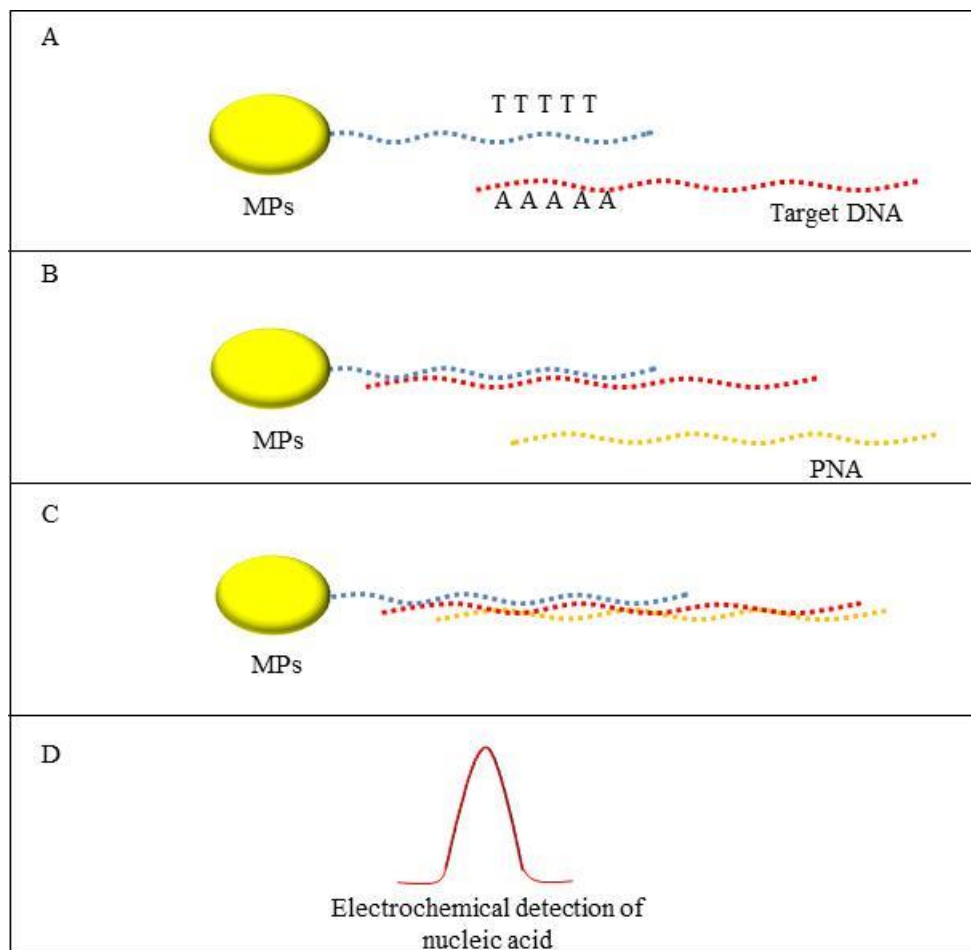 A
T T T T T
A A A A A
MPs
Target DNA
B
MPs
PNA
C
MPs
D
Electrochemical detection of
nucleic acid